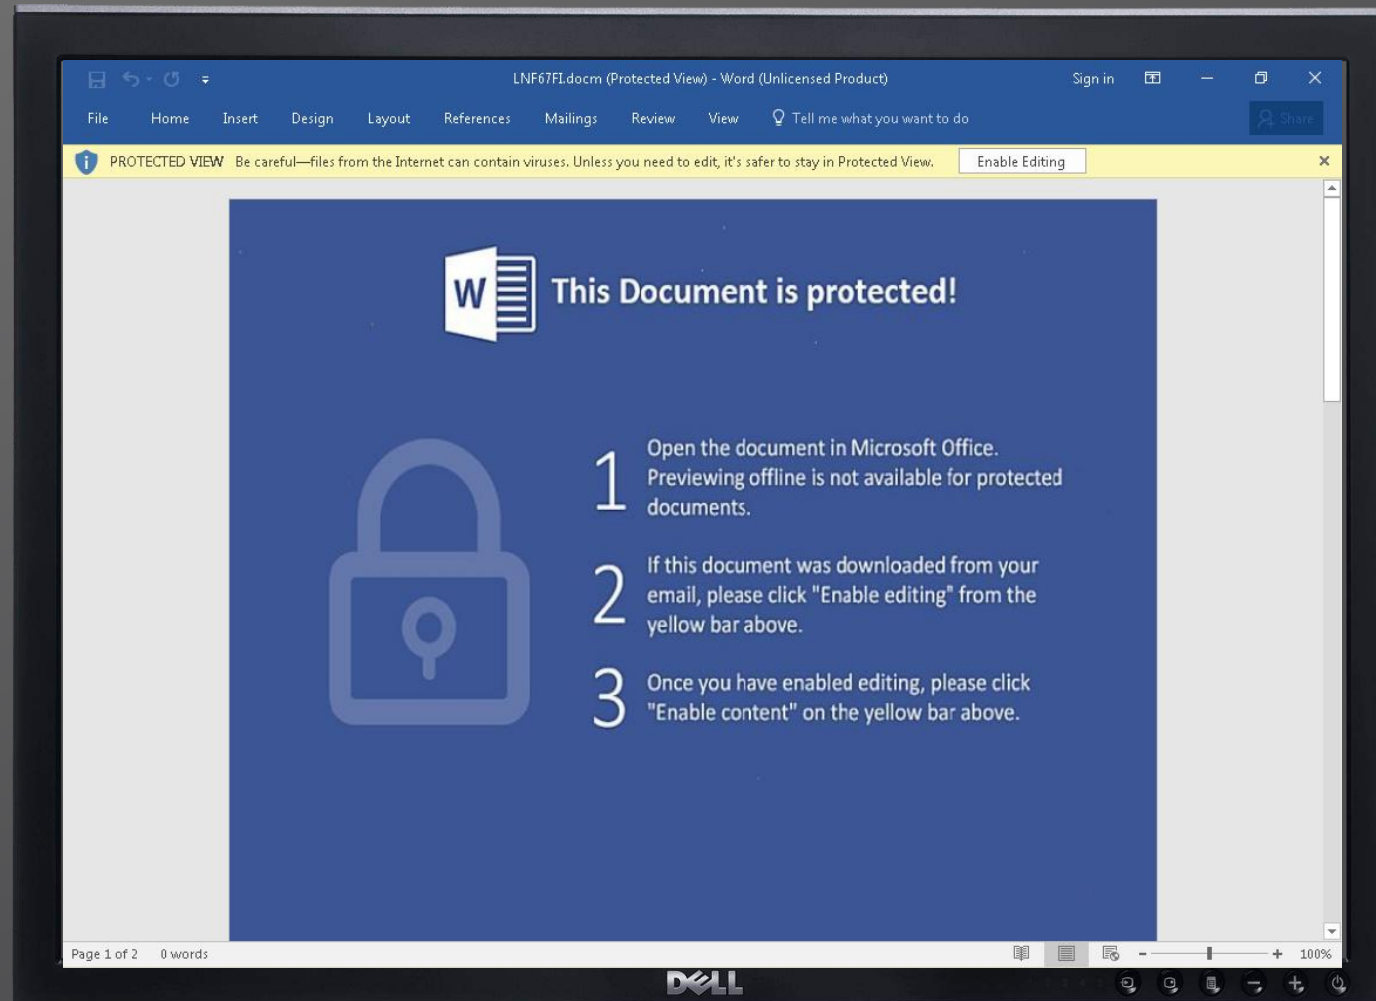 LNF67FI.docm (Protected View) - Word (Unlicensed Product)
Sign in
File Home Insert Design Layout References Mailings Review View Tell me what you want to do Share
PROTECTED VIEW Be careful—files from the Internet can contain viruses. Unless you need to edit, it's safer to stay in Protected View. Enable Editing
W
This Document is protected!
1
Open the document in Microsoft Office.
Previewing offline is not available for protected
documents.
2
If this document was downloaded from your
email, please click "Enable editing" from the
yellow bar above.
3
Once you have enabled editing, please click
"Enable content" on the yellow bar above.
Page 1 of 2 0 words 100%
DELL